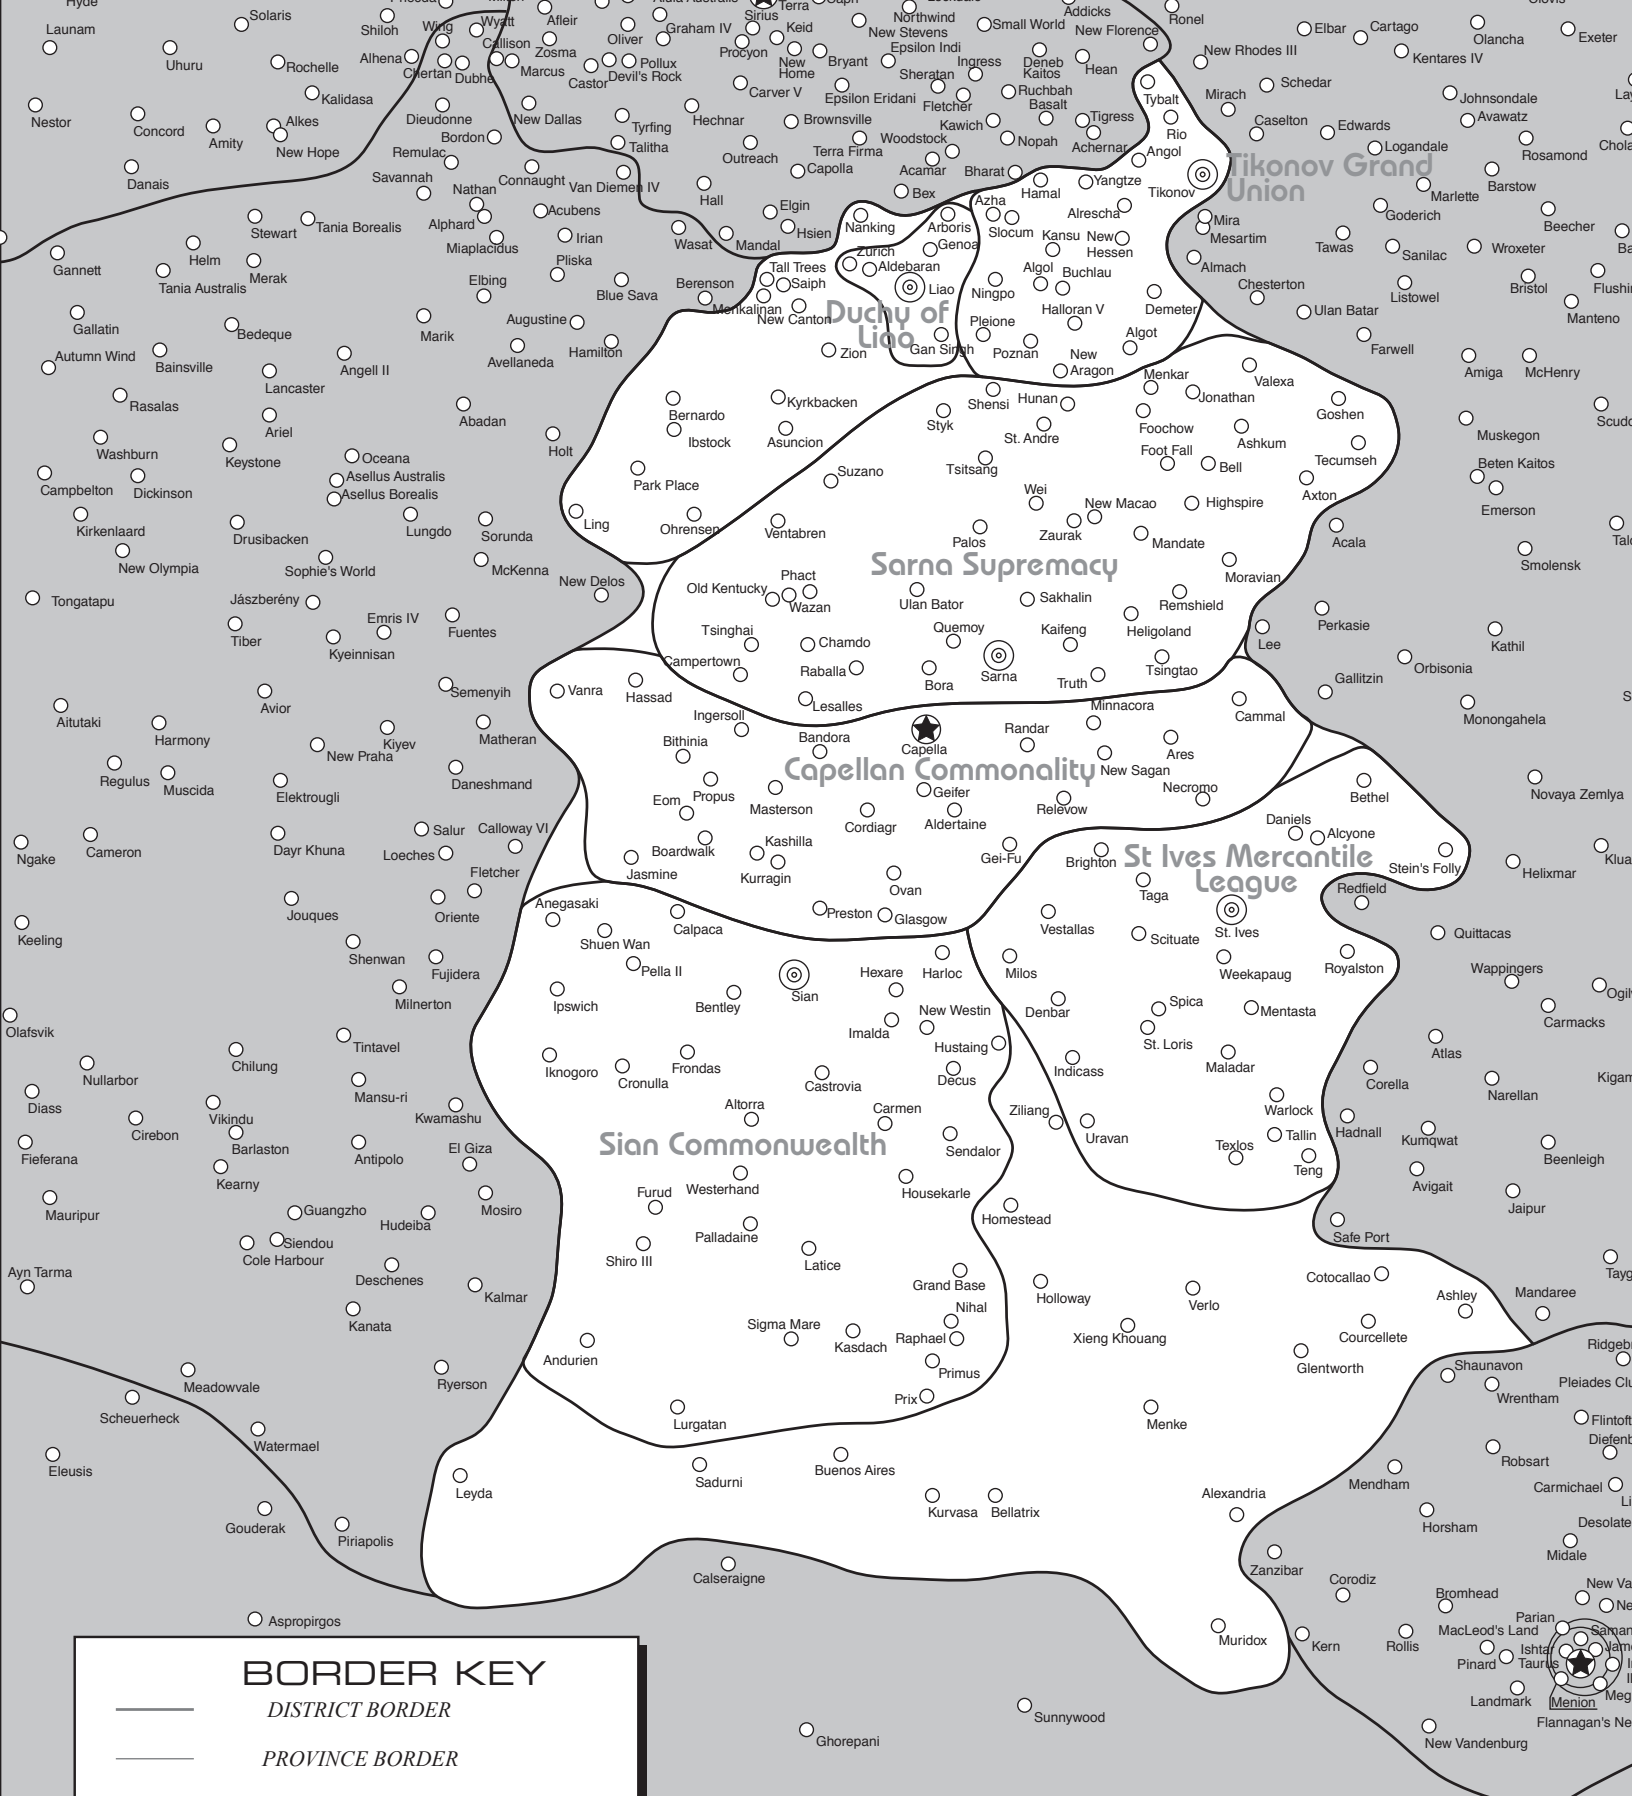 Hyde
Terra
Sirius
Addicks
Ronel
Solaris
Launam
Shiloh
Wing
Wyatt
Afleir
Oliver
Graham IV
Keid
Northwind
New Stevens
Small World
New Florence
Elbar
Cartago
Olancha
Exeter
Uhuru
Rochelle
Alhena
Callison
Zosma
Procyon
New
Home
Bryant
Epsilon Indi
Ingress
Deneb
Kaitos
Hean
New Rhodes III
Kentares IV
Chertan
Dubhe
Marcus
Castor
Pollux
Devil's Rock
Carver V
Epsilon Eridani
Sheratan
Fletcher
Ruchbah
Basalt
Tybalt
Mirach
Schedar
Johnsondale
Nestor
Concord
Kalidasa
Amity
Alkes
New Hope
Dieudonne
Bordon
New Dallas
Tyrfing
Talitha
Hechnar
Brownsville
Kawich
Nopah
Tigress
Achernar
Rio
Caselton
Edwards
Avawatz
Logandale
Rosamond
Danais
Remulac
Savannah
Nathan
Connaught
Van Diemen IV
Outreach
Terra Firma
Woodstock
Capolla
Acamar
Bharat
Angol
Tikonov Grand
Union
Barstow
Marlette
Stewart
Tania Borealis
Alphard
Acubens
Hall
Elgin
Bex
Azha
Hamal
Yangtze
Tikonov
Goderich
Beecher
Gannett
Helm
Merak
Tania Australis
Miaplacidus
Irian
Pliska
Wasat
Mandal
Hsien
Nanking
Arboris
Slocum
Alrescha
Mira
Mesartim
Tawas
Sanilac
Wroxeter
Genoa
Kansu
New
Hessen
Zurich
Aldebaran
Almach
Bristol
Gallatin
Bedeque
Elbing
Marik
Blue Sava
Berenson
Tall Trees
Saiph
Menkalinan
New Canton
Liao
Duchy of
Liao
Ningpo
Algol
Buchlau
Halloran V
Demeter
Chesterton
Ulan Batar
Listowel
Manteno
Autumn Wind
Bainsville
Lancaster
Angell II
Augustine
Avellaneda
Hamilton
Zion
Gan Singh
Pleione
Poznan
New
Aragon
Algot
Farwell
Amiga
McHenry
Rasalas
Ariel
Abadan
Bernardo
Kyrkbacken
Shensi
Hunan
Menkar
Jonathan
Valexa
Goshen
Washburn
Keystone
Holt
Ibstock
Asuncion
Styk
St. Andre
Foochow
Ashkum
Tecumseh
Muskegon
Campbelton
Dickinson
Oceana
Asellus Australis
Asellus Borealis
Park Place
Suzano
Tsitsang
Foot Fall
Bell
Axton
Beten Kaitos
Emerson
Kirkenlaard
Drusibacken
Lungdo
Sorunda
Ling
Ohrensen
Ventabren
Wei
New Macao
Highspire
Palos
Zaurak
Mandate
Acala
New Olympia
Sophie's World
McKenna
New Delos
Sarna Supremacy
Moravian
Smolensk
Tongatapu
Jászberény
Emris IV
Old Kentucky
Phact
Wazan
Ulan Bator
Sakhalin
Remshield
Perkasie
Tiber
Kyeinnisan
Fuentes
Tsinghai
Chamdo
Quemoy
Kaifeng
Heligoland
Lee
Kathil
Campertown
Raballa
Bora
Sarna
Truth
Tsingtao
Orbisonia
Aitutaki
Avior
Semenyih
Vanra
Hassad
Lesalles
Gallitzin
Monongahela
Harmony
New Praha
Kiyev
Matheran
Ingersoll
Bithinia
Bandora
Capella
Randar
Minnacora
Cammal
Regulus
Muscida
Elektrougli
Daneshmand
Capellan Commonality
New Sagan
Ares
Novaya Zemlya
Eom
Propus
Masterson
Geifer
Relevow
Necromo
Bethel
Ngake
Cameron
Dayr Khuna
Salur
Calloway VI
Loeches
Fletcher
Boardwalk
Kashilla
Cordiagr
Aldertaine
Daniels
Alcyone
Jasmine
Kurragin
Gei-Fu
Brighton
St Ives Mercantile
League
Stein's Folly
Helixmar
Jouques
Oriente
Anegasaki
Ovan
Taga
Redfield
Keeling
Shenwan
Fujidera
Shuen Wan
Calpaca
Preston
Glasgow
Vestallas
Scituate
St. Ives
Quittacas
Milnerton
Pella II
Sian
Hexare
Harloc
Milos
Weekapaug
Royalston
Wappingers
Olafsvik
Ipswich
Bentley
Imalda
New Westin
Denbar
Spica
Mentasta
Carmacks
Tintavel
Chilung
St. Loris
Hustaing
Atlas
Nullarbor
Iknogoro
Cronulla
Frondas
Castrovia
Decus
Indicass
Maladar
Corella
Narellan
Diass
Mansu-ri
Vikindu
Kwamashu
Altorra
Carmen
Ziliang
Uravan
Warlock
Hadnall
Kumqwat
Cirebon
Barlaston
Fieferana
Antipolo
El Giza
Sian Commonwealth
Sendalor
Texlos
Tallin
Teng
Beenleigh
Kearny
Mauripur
Guangzho
Hudeiba
Mosiro
Furud
Westerhand
Housekarle
Homestead
Avigait
Jaipur
Siendou
Cole Harbour
Palladaine
Safe Port
Ayn Tarma
Deschenes
Kalmar
Shiro III
Latice
Grand Base
Holloway
Verlo
Cotocallao
Ashley
Mandaree
Kanata
Nihal
Sigma Mare
Kasdach
Raphael
Xieng Khouang
Courcellete
Andurien
Primus
Glentworth
Shaunavon
Meadowvale
Ryerson
Prix
Wrentham
Scheuerheck
Lurgatan
Menke
Watermael
Eleusis
Leyda
Sadurni
Buenos Aires
Mendham
Robsart
Carmichael
Gouderak
Piriapolis
Kurvasa
Bellatrix
Alexandria
Horsham
Midale
Calseraigne
Zanzibar
Corodiz
Bromhead
Aspropirgos
Muridox
Kern
Rollis
Parian
MacLeod's Land
Ishtar
Pinard
Taurus
Landmark
Menion
Sunnywood
Ghorepani
New Vandenburg
BORDER KEY
DISTRICT BORDER
PROVINCE BORDER